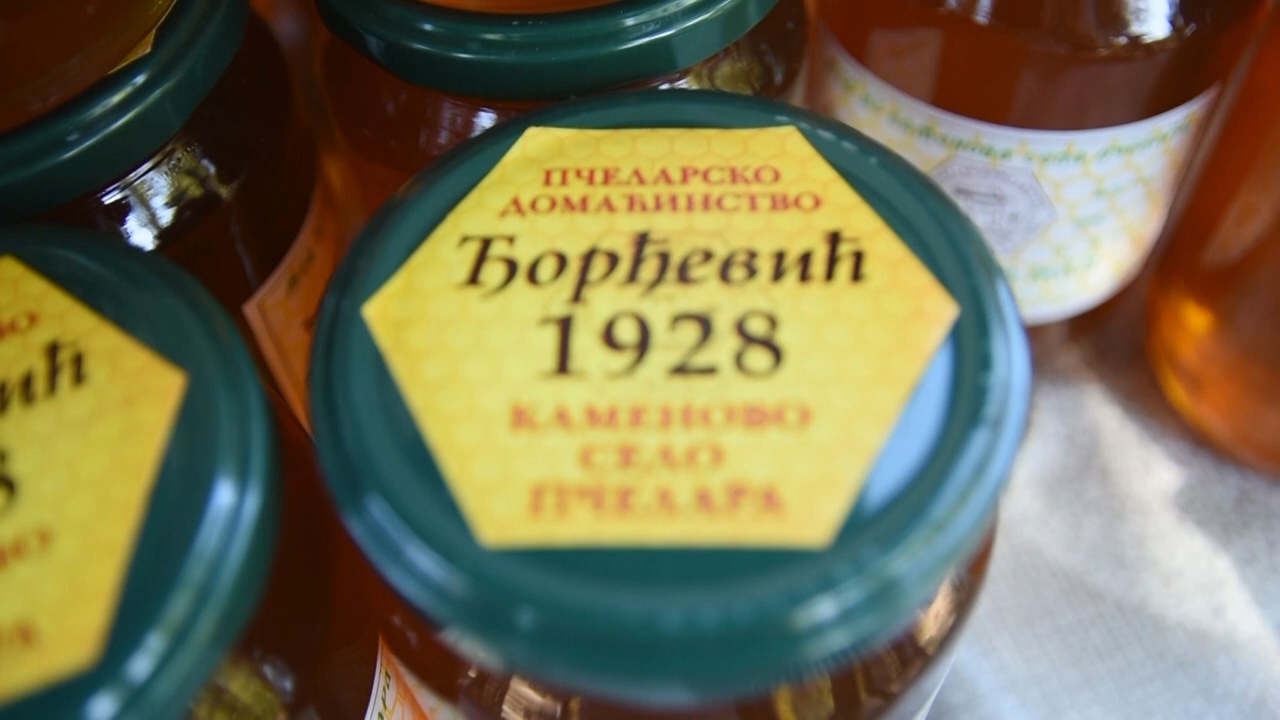 ПЧЕЛАРСКО
ДОМАЋИНСТВО
Ђорђевић
1928
КАМЕНОВО
СЕЛО
ПЧЕЛАРА